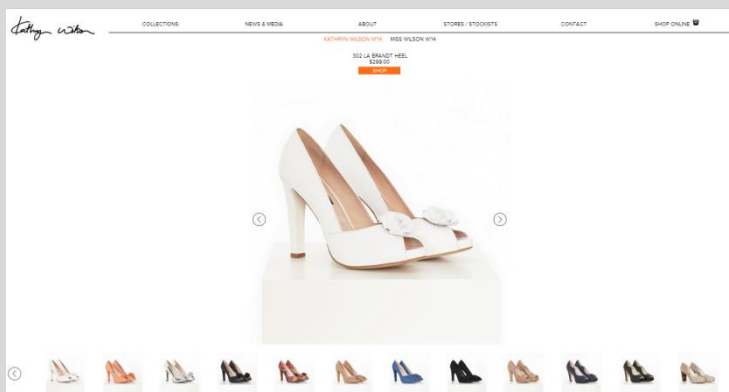 Kathryn Wilson
COLLECTIONS NEWS & MEDIA ABOUT STORES / STOCKISTS CONTACT SHOP ONLINE
KATHRYN WILSON W14 MISS WILSON W14
302 LA BRANDT HEEL
$299.00
SHOP